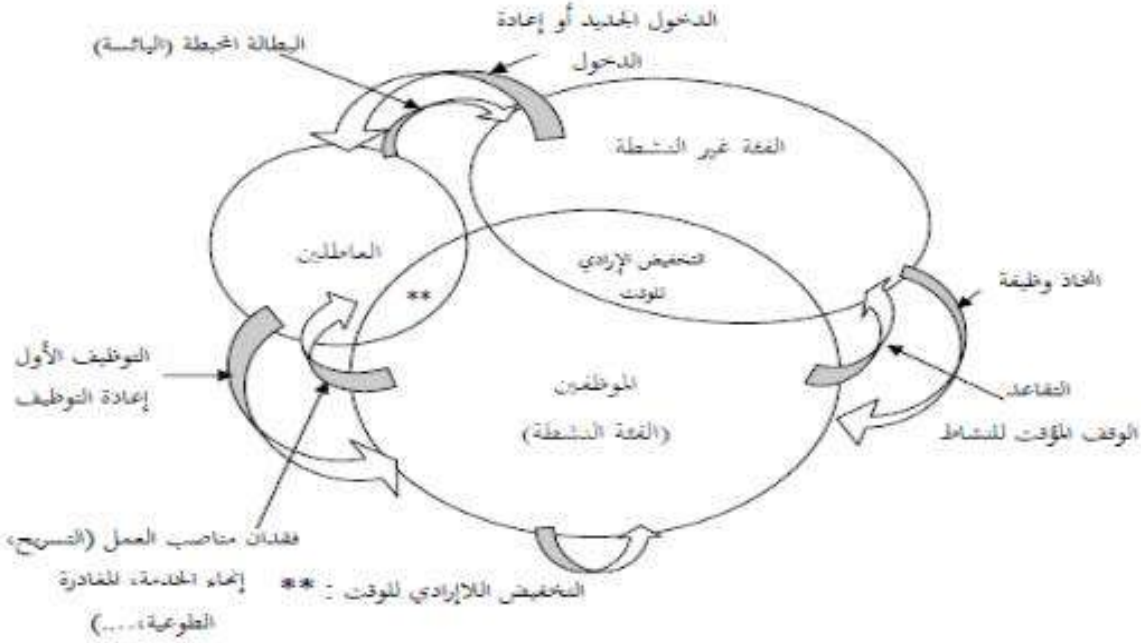 الدخول الجديد أو إعادة
الدخول
البطالة المحبطة (اليائسة)
الفئة غير النشطة
العاطلين
التخفيض الإرادي
للوقت
**
اتخاذ وظيفة
التوظيف الأول
إعادة التوظيف
الموظفين
(الفئة النشطة)
التقاعد
الوقف المؤقت للنشاط
فقدان مناصب العمل (التسريح،
إنهاء الخدمة، المغادرة
الطوعية،....)
** : التخفيض اللاإرادي للوقت